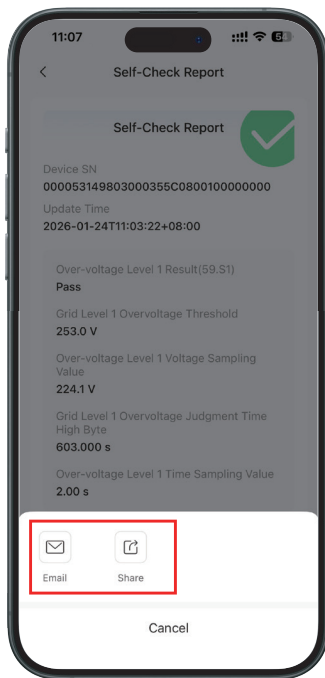 11:07
54
Self-Check Report
Self-Check Report
Device SN
000053149803000355C0800100000000
Update Time
2026-01-24T11:03:22+08:00
Over-voltage Level 1 Result(59.S1)
Pass
Grid Level 1 Overvoltage Threshold
253.0 V
Over-voltage Level 1 Voltage Sampling
Value
224.1 V
Grid Level 1 Overvoltage Judgment Time
High Byte
603.000 s
Over-voltage Level 1 Time Sampling Value
2.00 s
Email
Share
Cancel